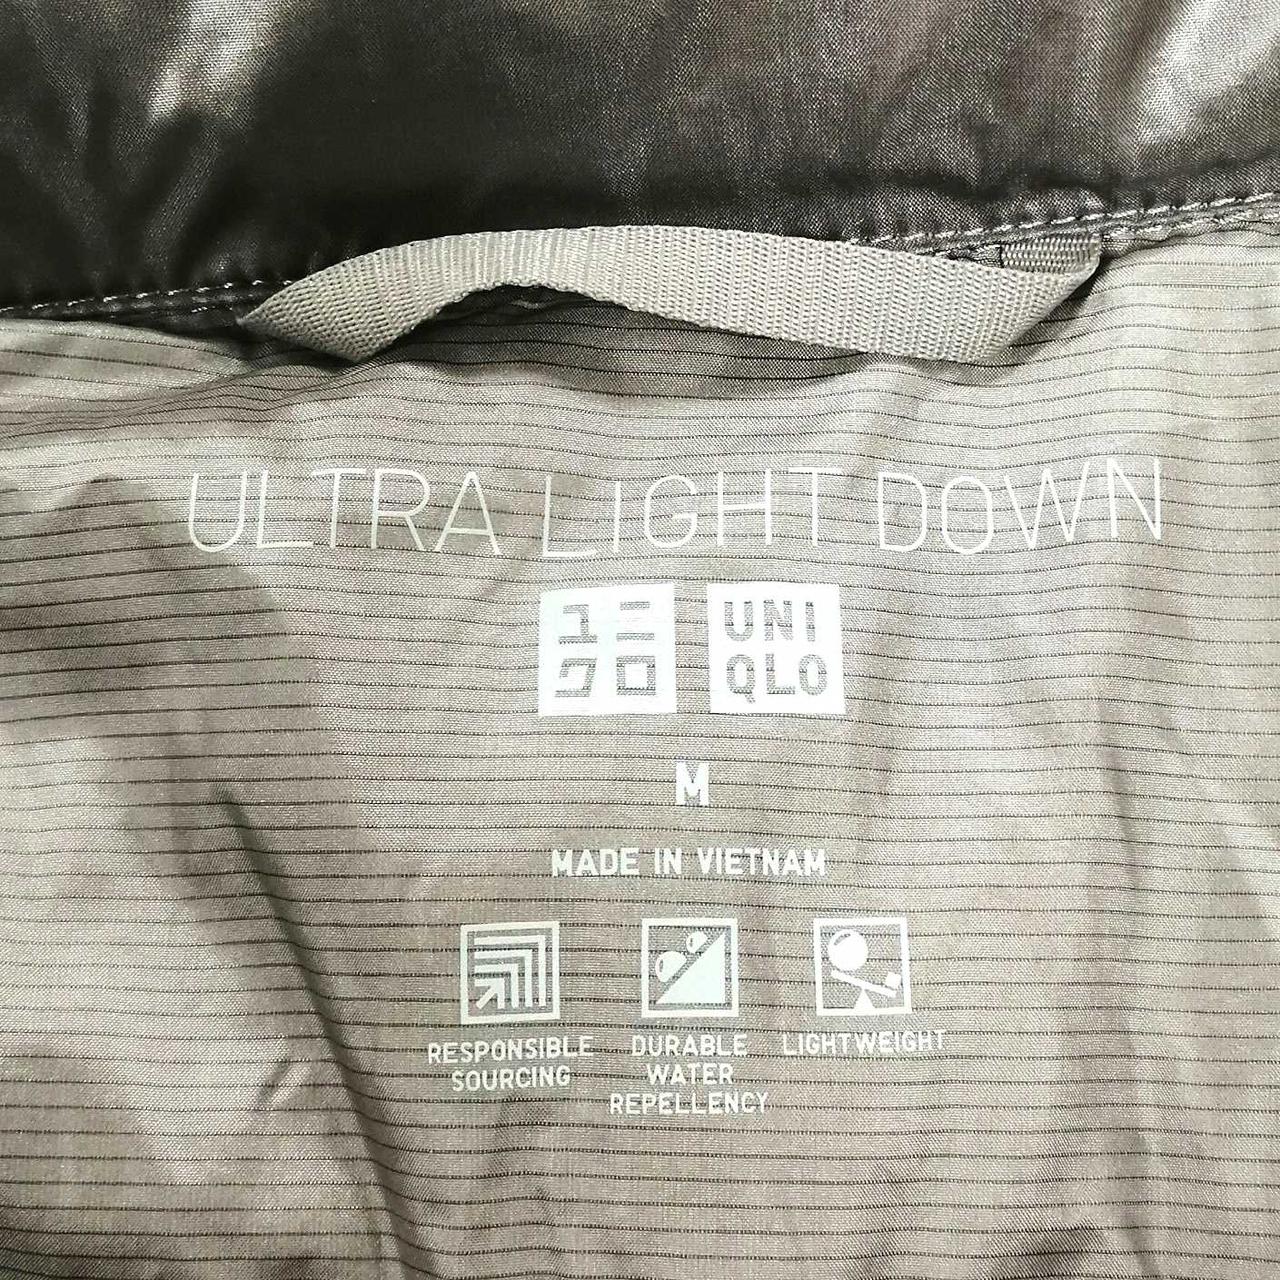 ULTRA LIGHT DOWN
ユニ UNI
クロ QLO
M
MADE IN VIETNAM
RESPONSIBLE DURABLE LIGHTWEIGHT
SOURCING WATER
REPELLENCY